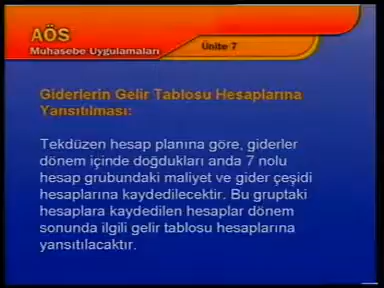 AÖS
Muhasebe Uygulamaları
Ünite 7
Giderlerin Gelir Tablosu Hesaplarına
Yansıtılması:
Tekdüzen hesap planına göre, giderler
dönem içinde doğdukları anda 7 nolu
hesap grubundaki maliyet ve gider çeşidi
hesaplarına kaydedilecektir. Bu gruptaki
hesaplara kaydedilen hesaplar dönem
sonunda ilgili gelir tablosu hesaplarına
yansıtılacaktır.